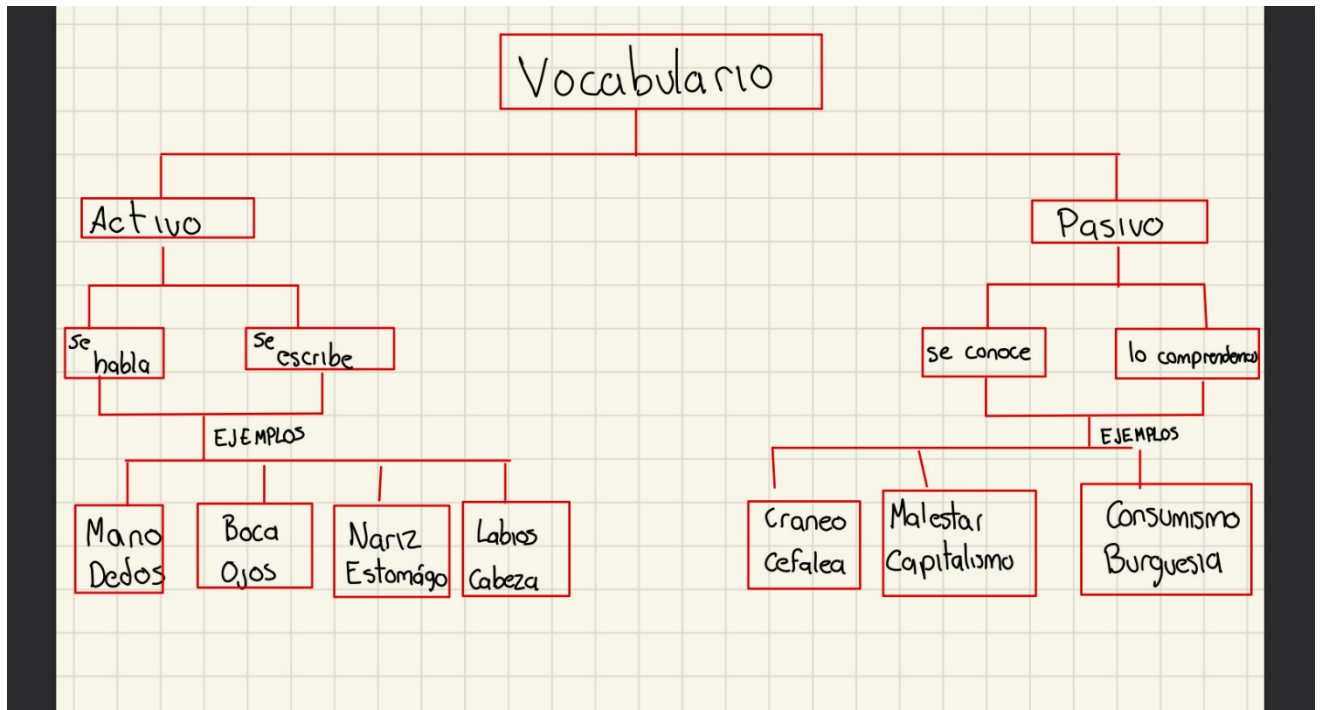 Vocabulario
Activo
Pasivo
se
habla
se
escribe
se conoce
lo comprendemos
EJEMPLOS
EJEMPLOS
Mano
Dedos
Boca
Ojos
Nariz
Estomágo
Labios
Cabeza
Craneo
Cefalea
Malestar
Capitalismo
Consumismo
Burguesia